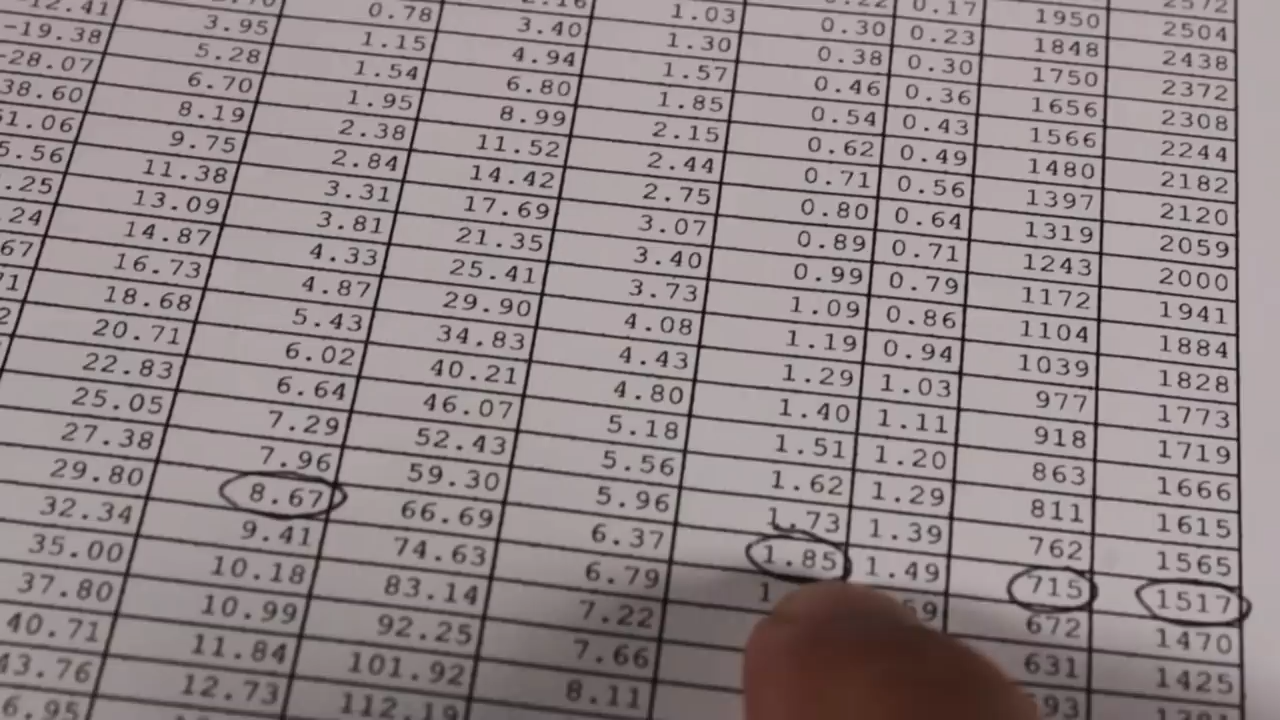 0.17 1950 2504
1.03 0.30 0.23 1848 2438
0.78 3.40 1.30 0.38 0.30 1750 2372
-12.41 3.95 1.15 4.94 1.57 0.46 0.36 1656 2308
-19.38 5.28 1.54 6.80 1.85 0.54 0.43 1566 2244
-28.07 6.70 1.95 8.99 2.15 0.62 0.49 1480 2182
38.60 8.19 2.38 11.52 2.44 0.71 0.56 1397 2120
1.06 9.75 2.84 14.42 2.75 0.80 0.64 1319 2059
5.56 11.38 3.31 17.69 3.07 0.89 0.71 1243 2000
.25 13.09 3.81 21.35 3.40 0.99 0.79 1172 1941
.24 14.87 4.33 25.41 3.73 1.09 0.86 1104 1884
67 16.73 4.87 29.90 4.08 1.19 0.94 1039 1828
18.68 5.43 34.83 4.43 1.29 1.03 977 1773
20.71 6.02 40.21 4.80 1.40 1.11 918 1719
22.83 6.64 46.07 5.18 1.51 1.20 863 1666
25.05 7.29 52.43 5.56 1.62 1.29 811 1615
27.38 7.96 59.30 5.96 1.73 1.39 762 1565
29.80 8.67 66.69 6.37 1.85 1.49 715 1517
32.34 9.41 74.63 6.79 672 1470
35.00 10.18 83.14 7.22 631 1425
37.80 10.99 92.25 7.66
40.71 11.84 101.92 8.11
43.76 12.73 112.19
6.95